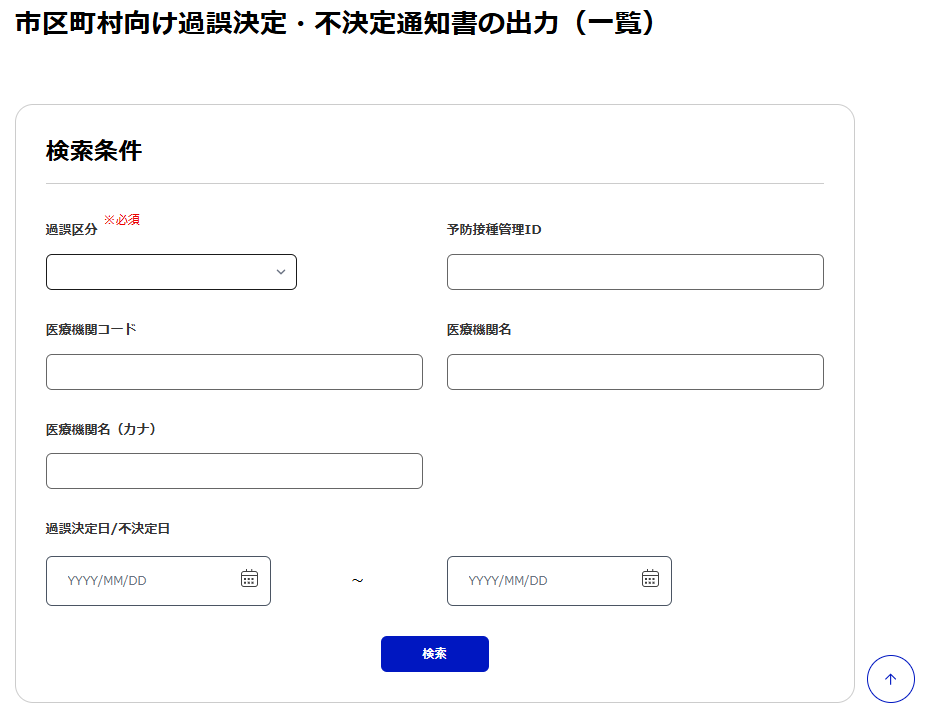 市区町村向け過誤決定・不決定通知書の出力（一覧）
検索条件
過誤区分 ※必須
予防接種管理ID
医療機関コード
医療機関名
医療機関名（カナ）
過誤決定日/不決定日
YYYY/MM/DD ～ YYYY/MM/DD
検索